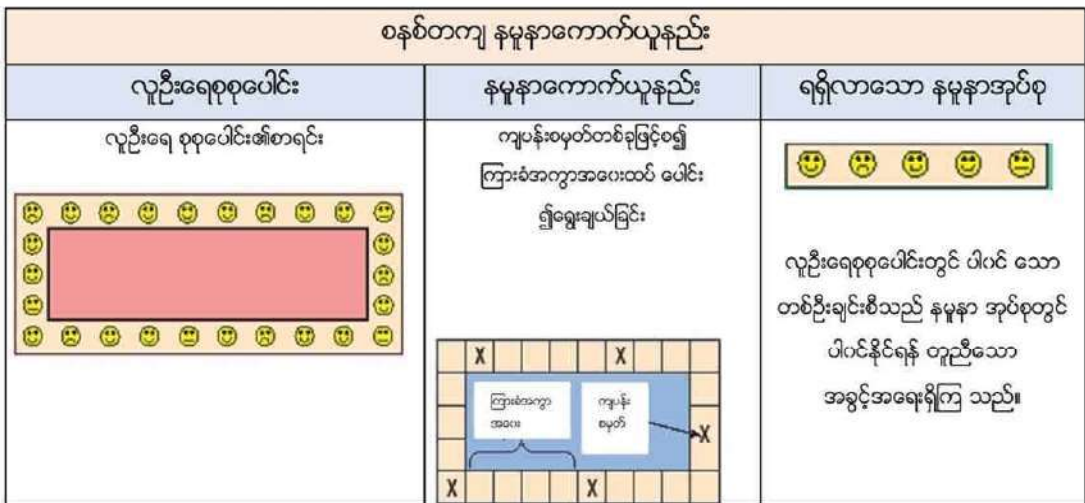 စနစ်တကျ နမူနာကောက်ယူနည်း
လူဦးရေစုစုပေါင်း
နမူနာကောက်ယူနည်း
ရရှိလာသော နမူနာအုပ်စု
လူဦးရေ စုစုပေါင်း၏စာရင်း
ကျပန်းစမှတ်တစ်ခုဖြင့်စ၍
ကြားခံအကွာအဝေးထပ် ပေါင်း
၍ရွေးချယ်ခြင်း
X
X
ကြားခံအကွာ
အဝေး
ကျပန်း
စမှတ်
X
X
X
လူဦးရေစုစုပေါင်းတွင် ပါဝင် သော
တစ်ဦးချင်းစီသည် နမူနာ အုပ်စုတွင်
ပါဝင်နိုင်ရန် တူညီသော
အခွင့်အရေးရှိကြ သည်။